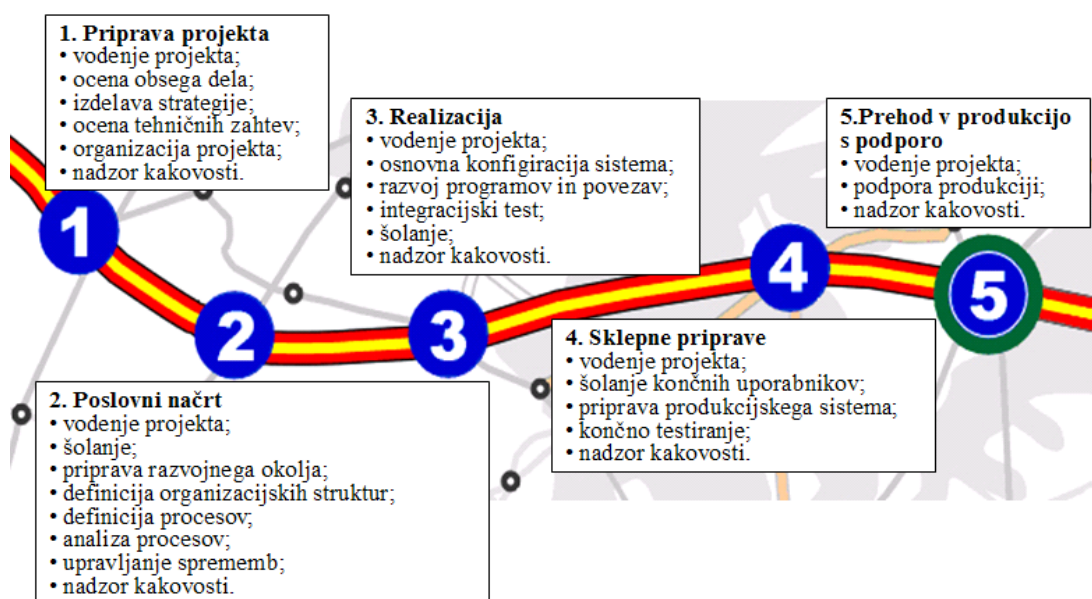 1. Priprava projekta
• vodenje projekta;
• ocena obsega dela;
• izdelava strategije;
• ocena tehničnih zahtev;
• organizacija projekta;
• nadzor kakovosti.
1
2
2. Poslovni načrt
• vodenje projekta;
• šolanje;
• priprava razvojnega okolja;
• definicija organizacijskih struktur;
• definicija procesov;
• analiza procesov;
• upravljanje sprememb;
• nadzor kakovosti.
3. Realizacija
• vodenje projekta;
• osnovna konfigiracija sistema;
• razvoj programov in povezav;
• integracijski test;
• šolanje;
• nadzor kakovosti.
3
4
4. Sklepne priprave
• vodenje projekta;
• šolanje končnih uporabnikov;
• priprava produkcijskega sistema;
• končno testiranje;
• nadzor kakovosti.
5.Prehod v produkcijo
s podporo
• vodenje projekta;
• podpora produkciji;
• nadzor kakovosti.
5